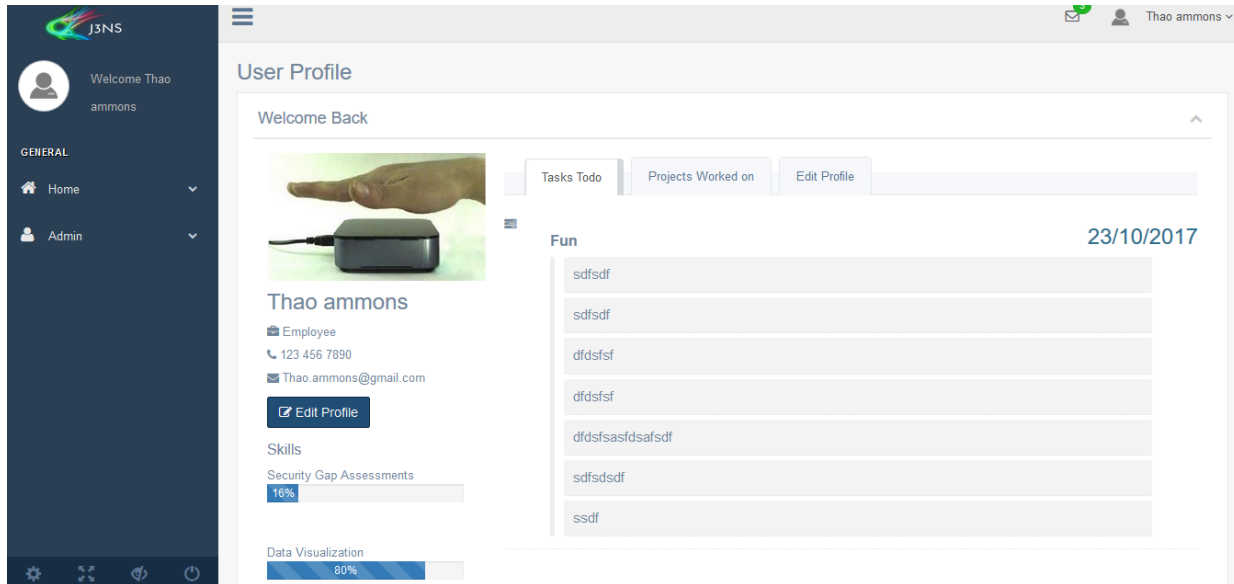 J3NS
Thao ammons
Welcome Thao
ammons
GENERAL
Home
Admin
User Profile
Welcome Back
Thao ammons
Employee
123 456 7890
Thao.ammons@gmail.com
Edit Profile
Skills
Security Gap Assessments
16%
Data Visualization
80%
Tasks Todo
Projects Worked on
Edit Profile
Fun
23/10/2017
sdfsdf
sdfsdf
dfdsfsf
dfdsfsf
dfdsfsasfdsafsdf
sdfsdsdf
ssdf